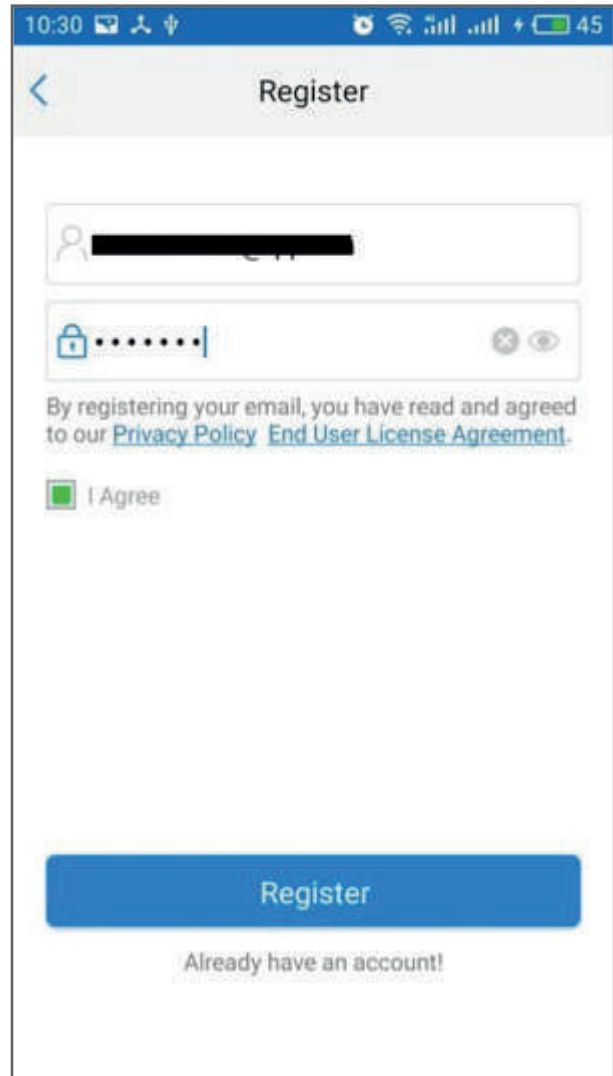 10:30 45
Register
•••••••
By registering your email, you have read and agreed
to our Privacy Policy End User License Agreement.
I Agree
Register
Already have an account!